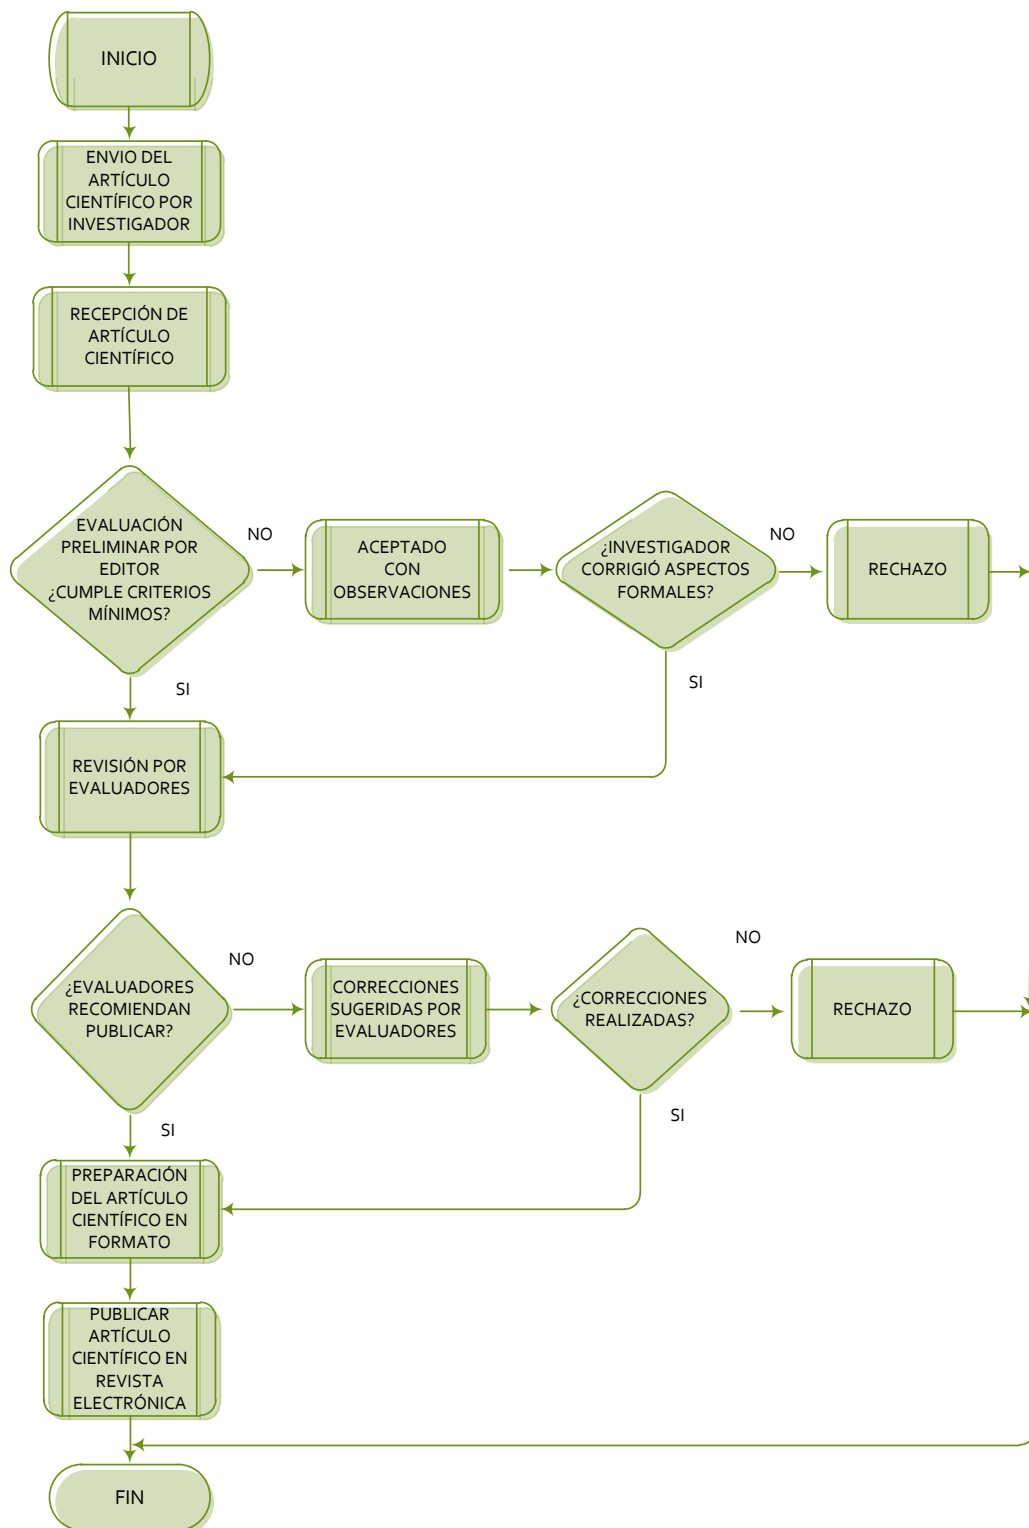 INICIO
ENVIO DEL
ARTÍCULO
CIENTÍFICO POR
INVESTIGADOR
RECEPCIÓN DE
ARTÍCULO
CIENTÍFICO
EVALUACIÓN
PRELIMINAR POR
EDITOR
¿CUMPLE CRITERIOS
MÍNIMOS?
NO
ACEPTADO
CON
OBSERVACIONES
¿INVESTIGADOR
CORRIGIÓ ASPECTOS
FORMALES?
NO
RECHAZO
SI
SI
REVISIÓN POR
EVALUADORES
¿EVALUADORES
RECOMIENDAN
PUBLICAR?
NO
CORRECCIONES
SUGERIDAS POR
EVALUADORES
¿CORRECCIONES
REALIZADAS?
NO
RECHAZO
SI
SI
PREPARACIÓN
DEL ARTÍCULO
CIENTÍFICO EN
FORMATO
PUBLICAR
ARTÍCULO
CIENTÍFICO EN
REVISTA
ELECTRÓNICA
FIN